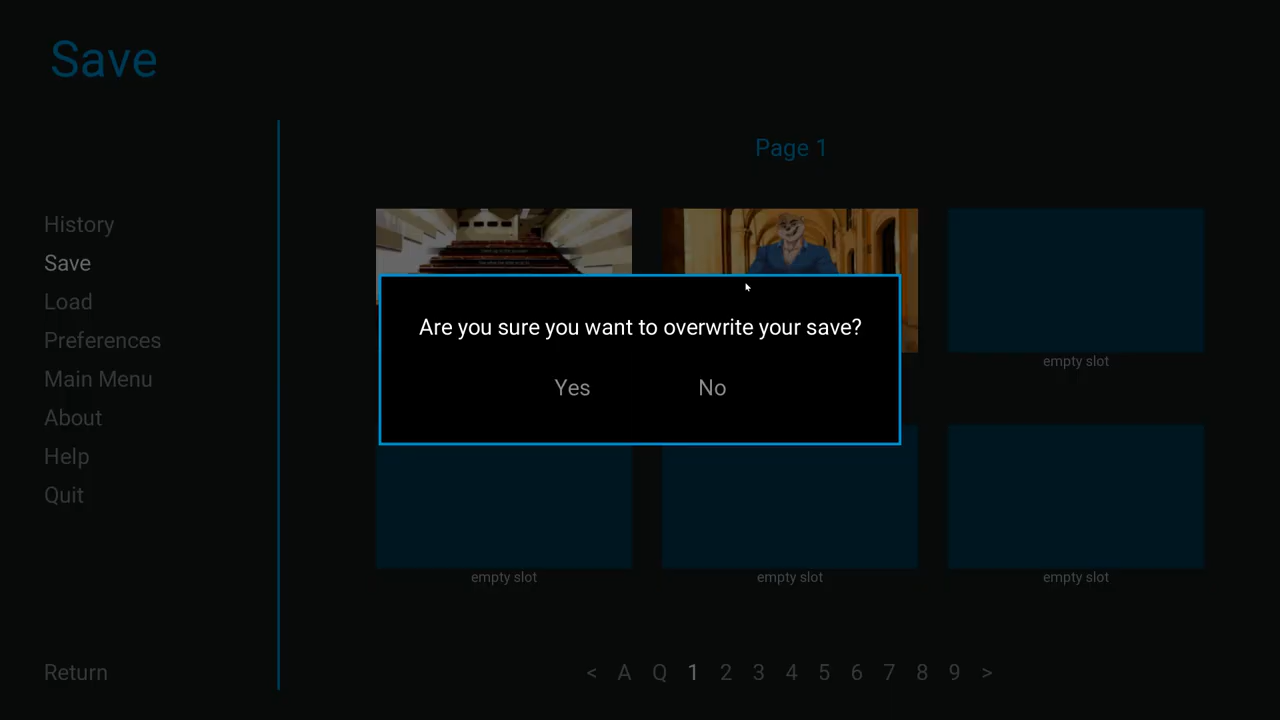 Save
Page 1
History
Save
Load
Preferences
Main Menu
About
Help
Quit
Return
Are you sure you want to overwrite your save?
Yes No
empty slot
empty slot empty slot empty slot
< A Q 1 2 3 4 5 6 7 8 9 >